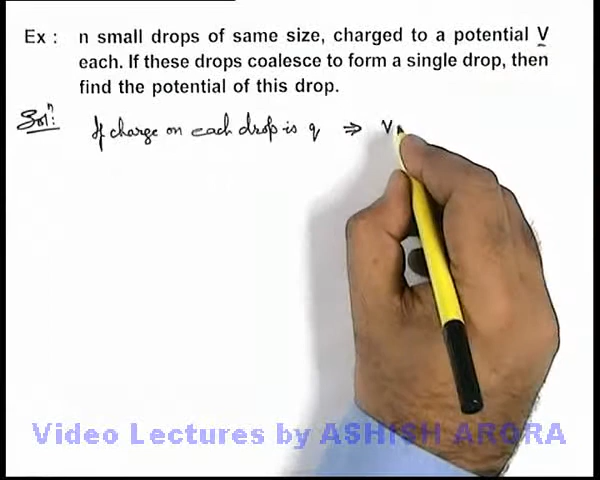 Ex : n small drops of same size, charged to a potential V
each. If these drops coalesce to form a single drop, then
find the potential of this drop.
Solⁿ: If charge on each drop is q ⇒ V
Video Lectures by ASHISH ARORA